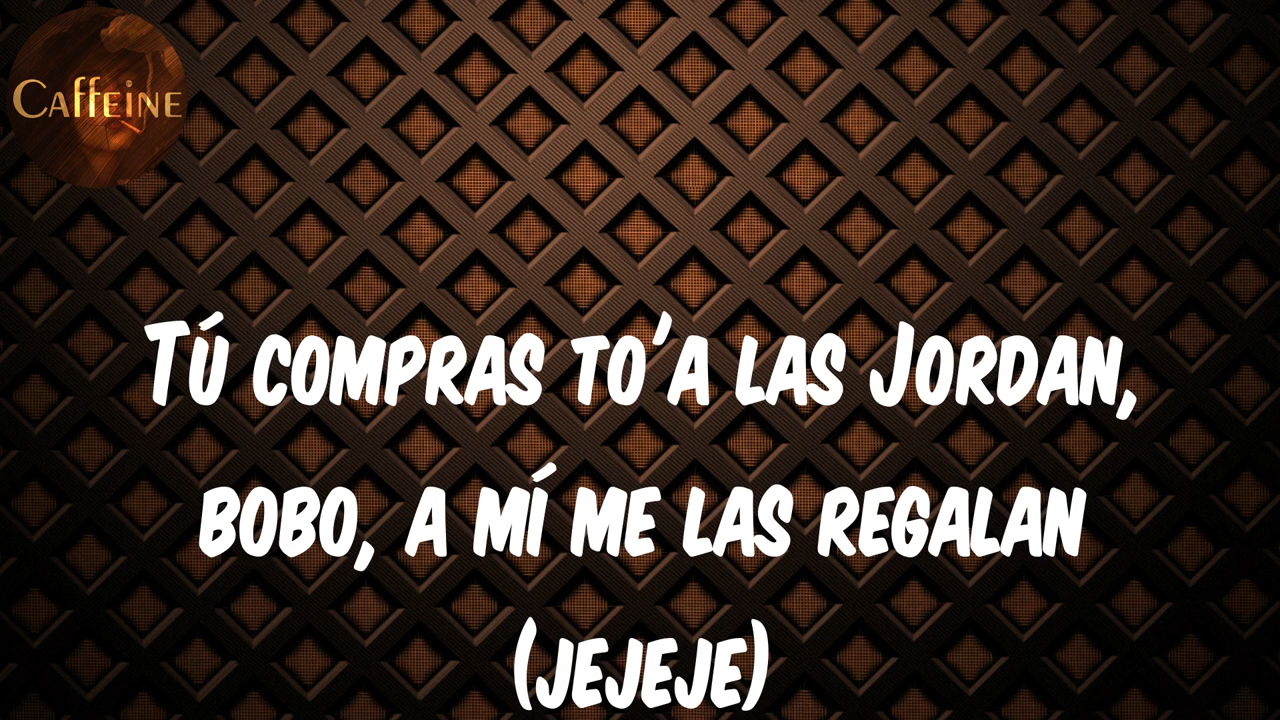 Caffeine
Tú compras to'a las Jordan,
bobo, a mí me las regalan
(jejeje)